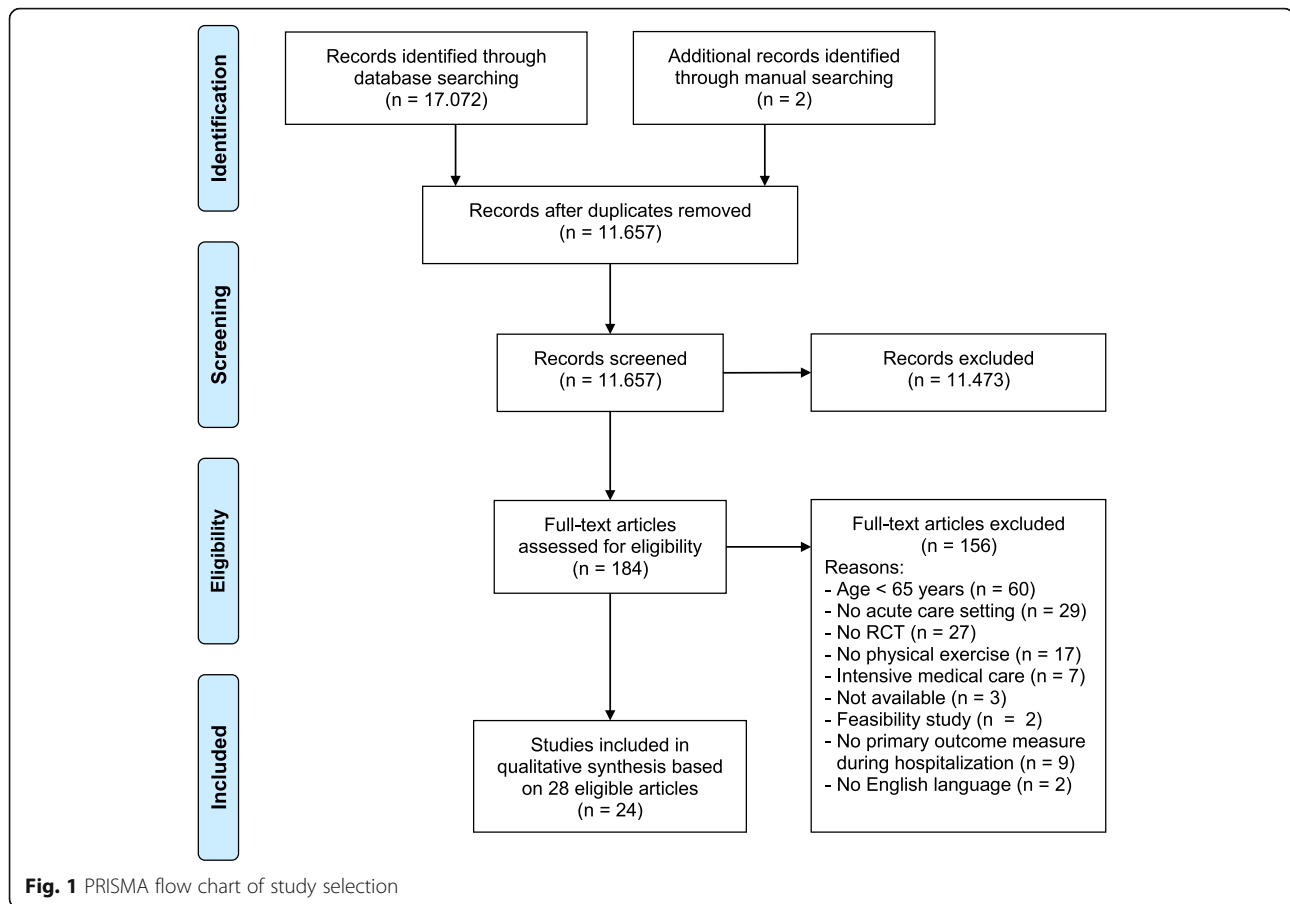 Identification
Records identified through
database searching
(n = 17.072)
Additional records identified
through manual searching
(n = 2)
Records after duplicates removed
(n = 11.657)
Screening
Records screened
(n = 11.657)
Records excluded
(n = 11.473)
Eligibility
Full-text articles
assessed for eligibility
(n = 184)
Full-text articles excluded
(n = 156)
Reasons:
- Age < 65 years (n = 60)
- No acute care setting (n = 29)
- No RCT (n = 27)
- No physical exercise (n = 17)
- Intensive medical care (n = 7)
- Not available (n = 3)
- Feasibility study (n = 2)
- No primary outcome measure
during hospitalization (n = 9)
- No English language (n = 2)
Included
Studies included in
qualitative synthesis based
on 28 eligible articles
(n = 24)
Fig. 1 PRISMA flow chart of study selection